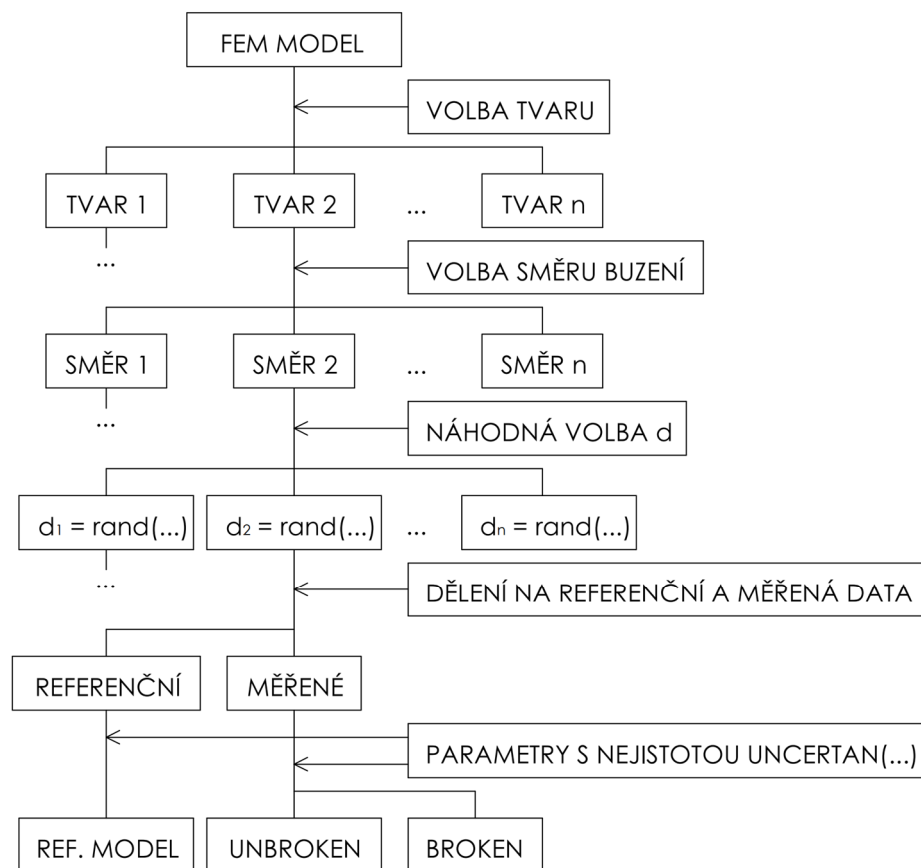 FEM MODEL
VOLBA TVARU
TVAR 1 TVAR 2 ... TVAR n
...
VOLBA SMĚRU BUZENÍ
SMĚR 1 SMĚR 2 ... SMĚR n
...
NÁHODNÁ VOLBA d
d₁ = rand(...) d₂ = rand(...) ... dₙ = rand(...)
...
DĚLENÍ NA REFERENČNÍ A MĚŘENÁ DATA
REFERENČNÍ MĚŘENÉ
PARAMETRY S NEJISTOTOU UNCERTAN(...)
REF. MODEL UNBROKEN BROKEN